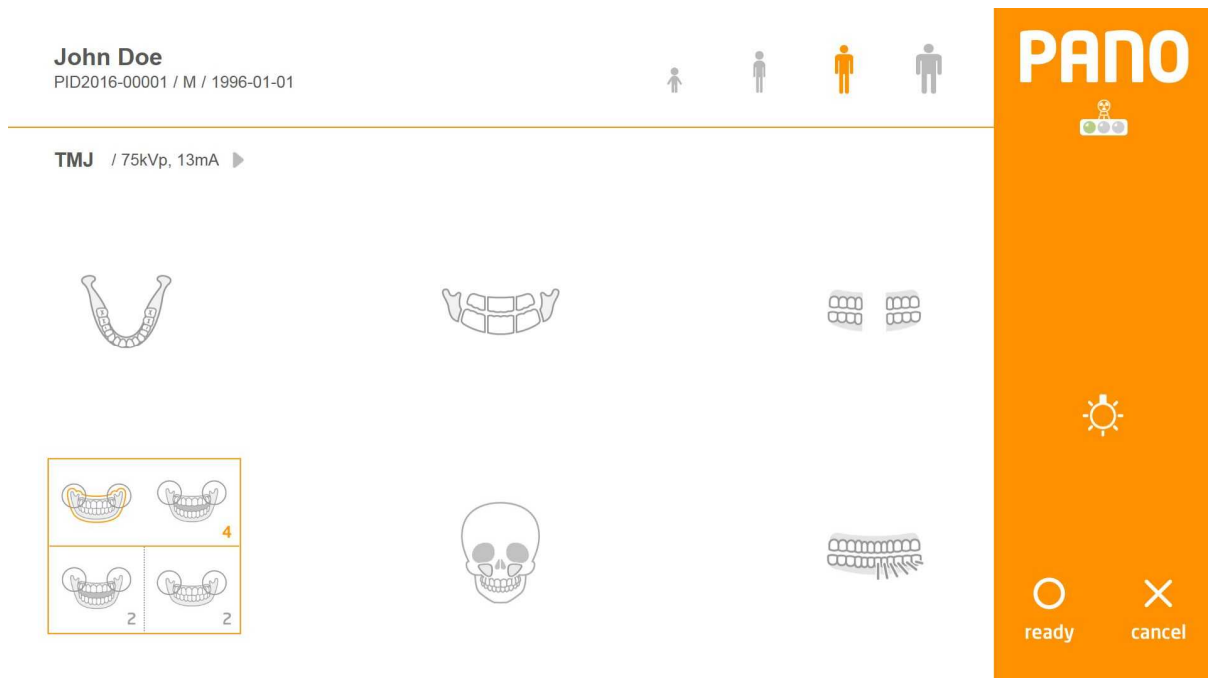 John Doe
PID2016-00001 / M / 1996-01-01
PANO
TMJ / 75kVp, 13mA
4
2
2
ready
cancel